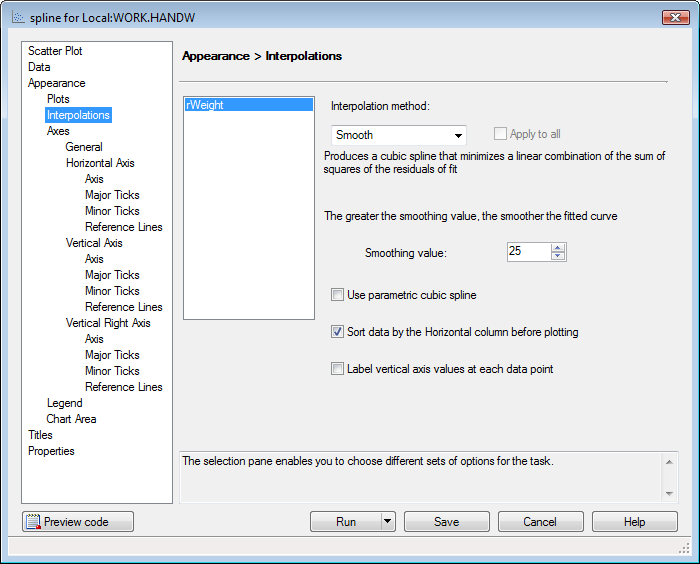 spline for Local:WORK.HANDW
Scatter Plot
Data
Appearance
Plots
Interpolations
Axes
General
Horizontal Axis
Axis
Major Ticks
Minor Ticks
Reference Lines
Vertical Axis
Axis
Major Ticks
Minor Ticks
Reference Lines
Vertical Right Axis
Axis
Major Ticks
Minor Ticks
Reference Lines
Legend
Chart Area
Titles
Properties
Appearance > Interpolations
rWeight
Interpolation method:
Smooth
Apply to all
Produces a cubic spline that minimizes a linear combination of the sum of
squares of the residuals of fit
The greater the smoothing value, the smoother the fitted curve
Smoothing value:
25
Use parametric cubic spline
Sort data by the Horizontal column before plotting
Label vertical axis values at each data point
The selection pane enables you to choose different sets of options for the task.
Preview code
Run
Save
Cancel
Help